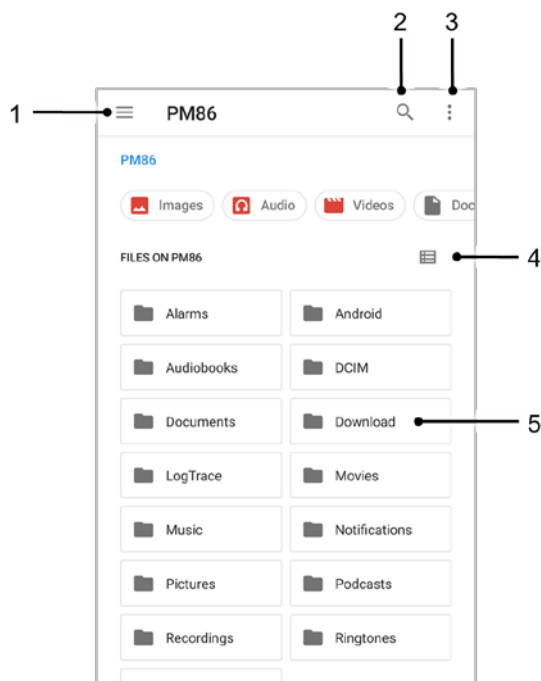 2 3
1 PM86
PM86
Images Audio Videos Doc
FILES ON PM86 4
Alarms Android
Audiobooks DCIM
Documents Download 5
LogTrace Movies
Music Notifications
Pictures Podcasts
Recordings Ringtones